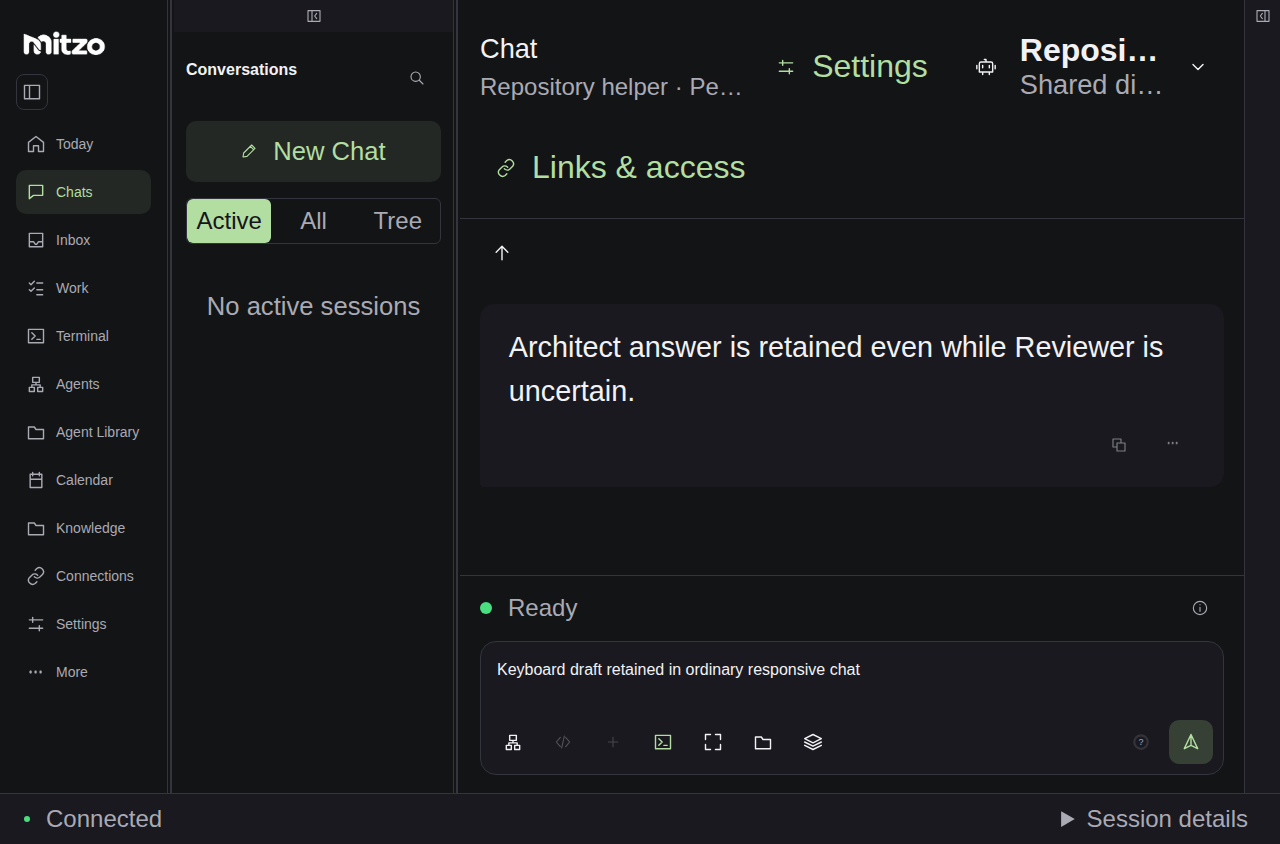 mitzo
Today
Chats
Inbox
Work
Terminal
Agents
Agent Library
Calendar
Knowledge
Connections
Settings
More
Conversations
New Chat
Active All Tree
No active sessions
Chat
Repository helper · Pe…
Settings
Reposi…
Shared di…
Links & access
Architect answer is retained even while Reviewer is
uncertain.
Ready
Keyboard draft retained in ordinary responsive chat
Connected
Session details